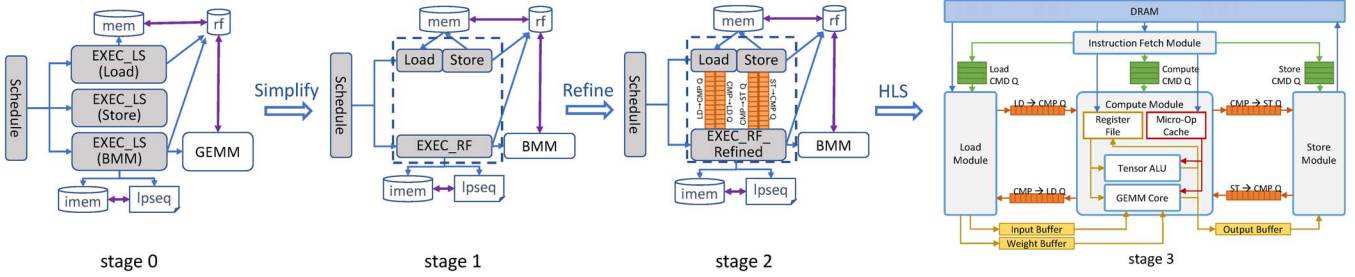 mem
rf
EXEC_LS
(Load)
EXEC_LS
(Store)
EXEC_LS
(BMM)
Schedule
GEMM
imem
lpseq
stage 0
Simplify
mem
rf
Schedule
Load
Store
EXEC_RF
BMM
imem
lpseq
stage 1
Refine
mem
rf
Schedule
Load
Store
LD→CMP Q
CMP→LD Q
CMP→ST Q
ST→CMP Q
EXEC_RF_
Refined
BMM
imem
lpseq
stage 2
HLS
DRAM
Instruction Fetch Module
Load
CMD Q
Compute
CMD Q
Store
CMD Q
Load
Module
LD → CMP Q
Compute Module
Register
File
Micro-Op
Cache
CMP → ST Q
Store
Module
Tensor ALU
CMP → LD Q
GEMM Core
ST → CMP Q
Input Buffer
Weight Buffer
Output Buffer
stage 3